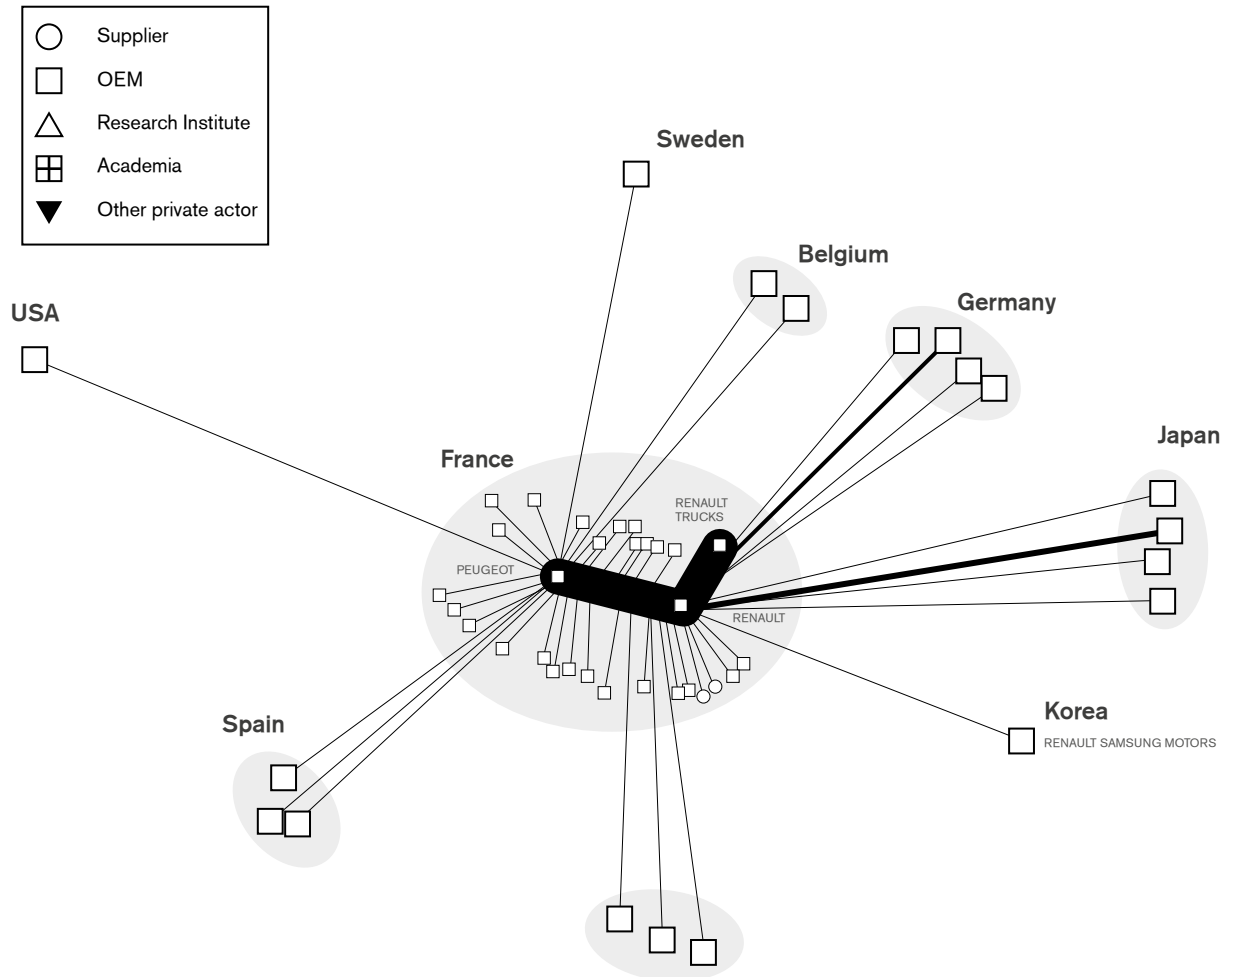 Supplier
OEM
Research Institute
Academia
Other private actor
Sweden
Belgium
Germany
USA
Japan
France
RENAULT
TRUCKS
PEUGEOT
RENAULT
Spain
Korea
RENAULT SAMSUNG MOTORS